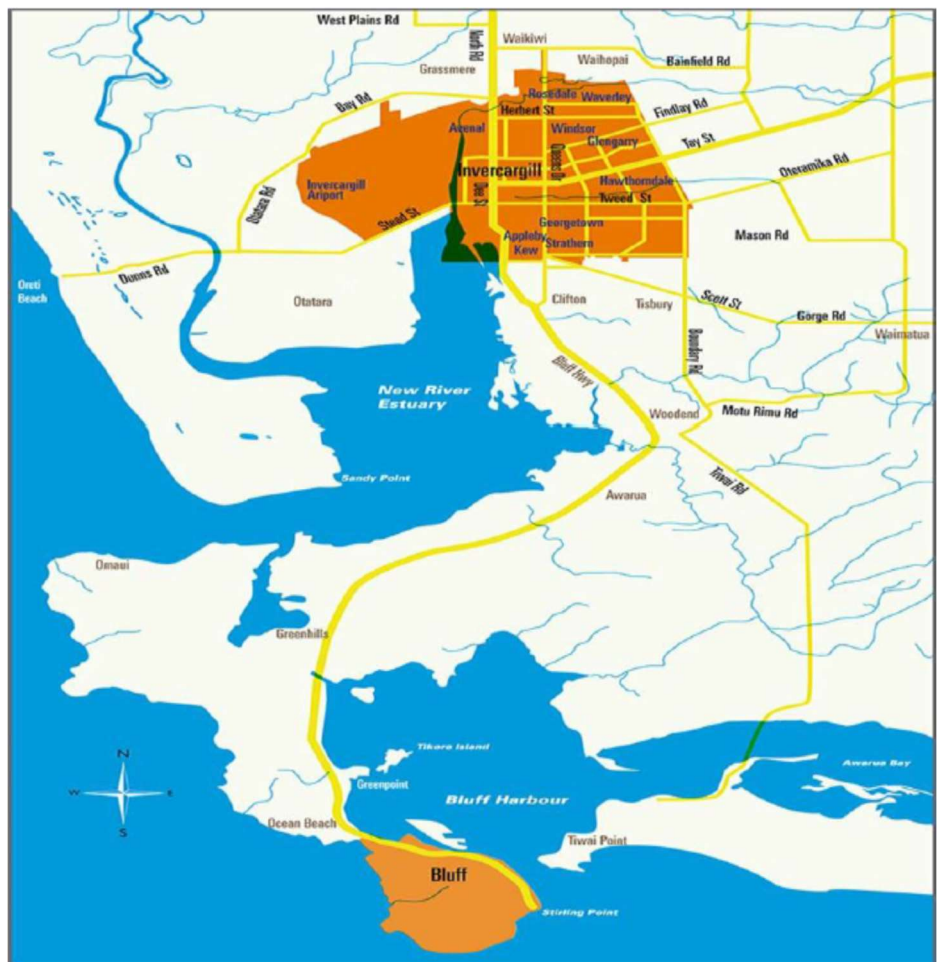 West Plains Rd
North Rd
Waikiwi
Waihopai
Bainfield Rd
Grassmere
Bay Rd
Rosedale
Waverley
Herbert St
Findlay Rd
Avenal
Windsor
Glengarry
Tay St
Queens Dr
Invercargill
Oteramika Rd
Invercargill
Ariport
Dee St
Hawthorndale
Tweed St
Otatara Rd
Stead St
Georgetown
Appleby
Kew
Strathern
Mason Rd
Dunns Rd
Oreti
Beach
Otatara
Clifton
Tisbury
Scott St
Gorge Rd
Waimatua
Boundary Rd
Bluff Hwy
New River
Estuary
Woodend
Motu Rimu Rd
Sandy Point
Tiwai Rd
Awarua
Omaui
Greenhills
Tikore Island
Awarua Bay
Greenpoint
Bluff Harbour
N
W
E
S
Ocean Beach
Tiwai Point
Bluff
Stirling Point